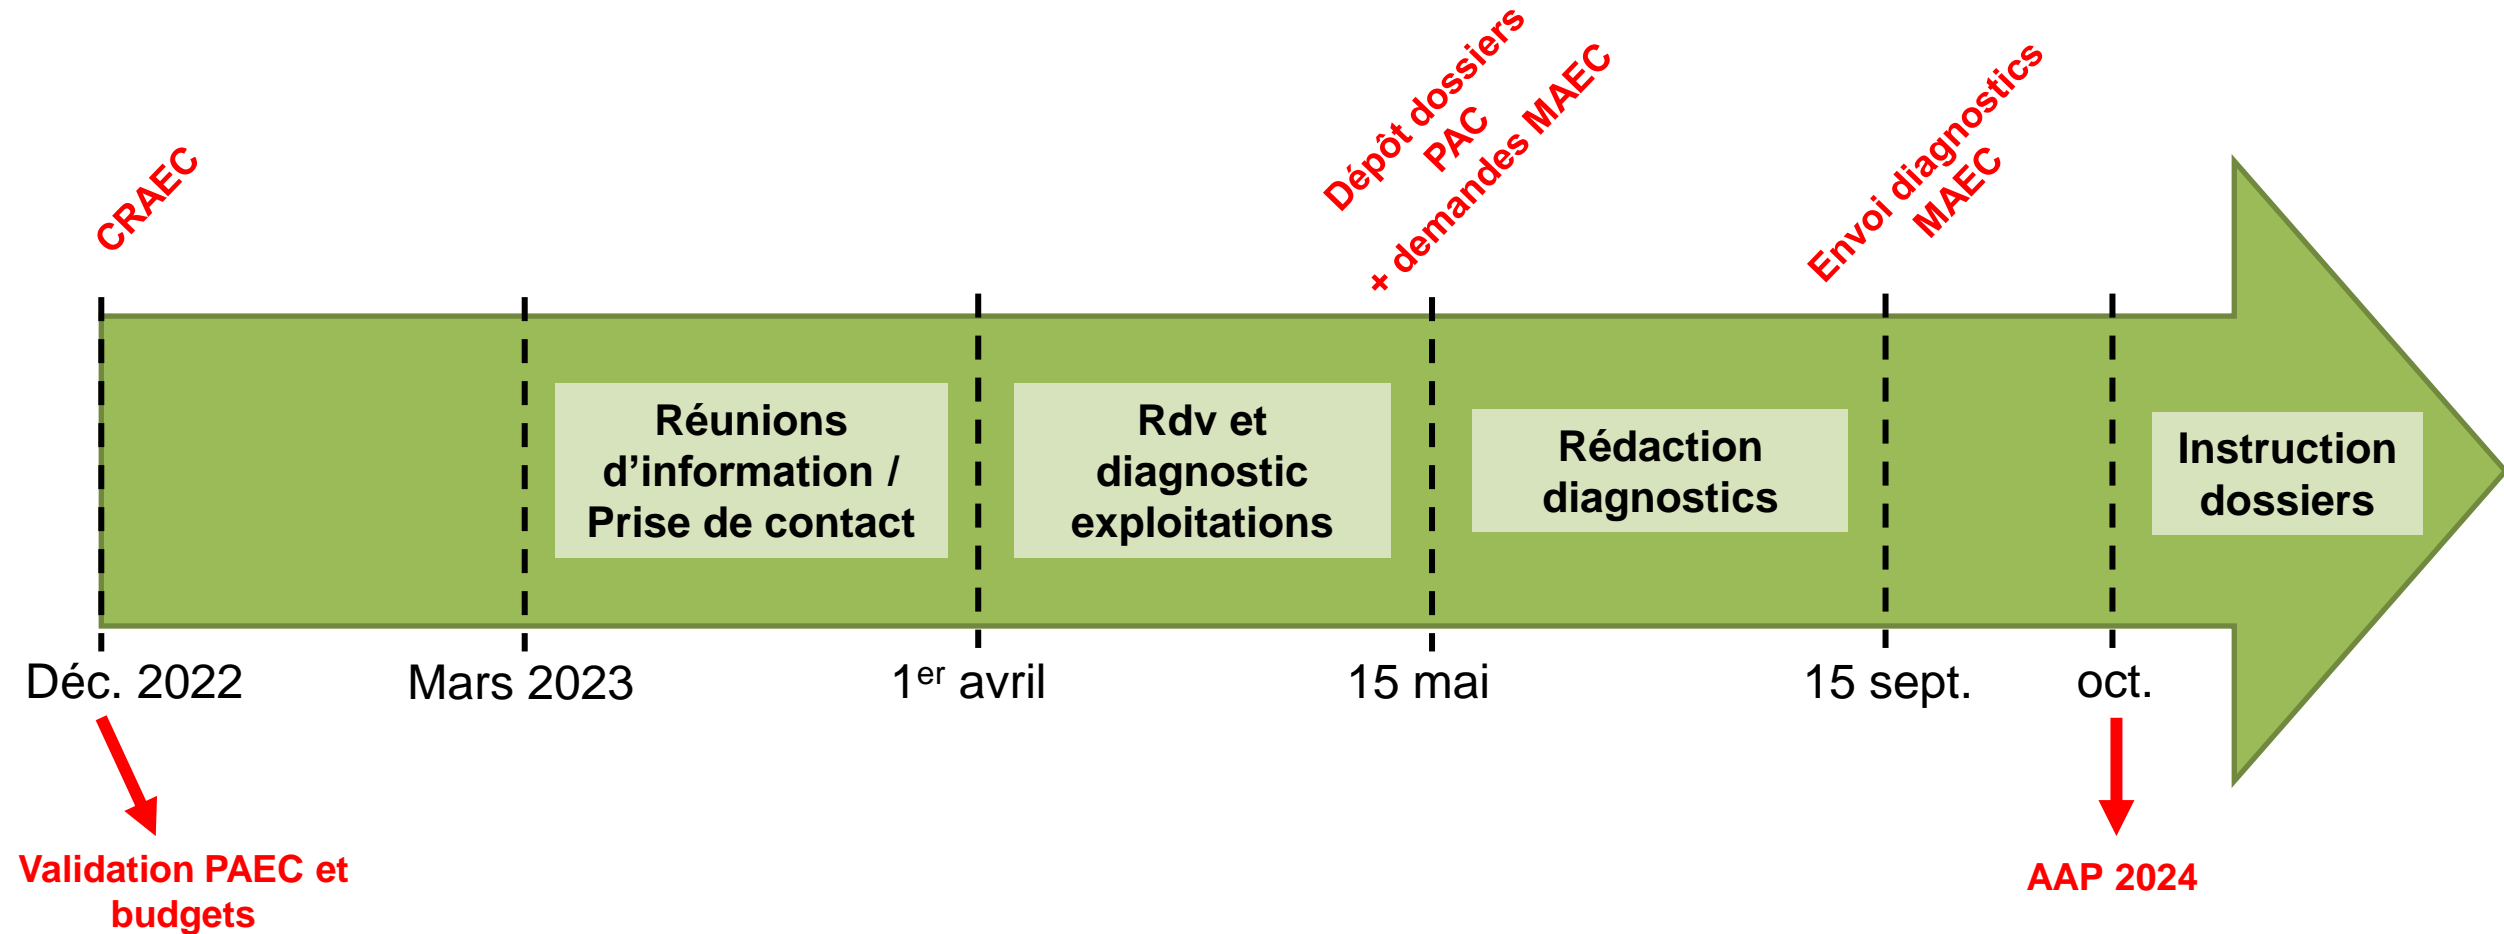 CRAEC
Dépôt dossiers
PAC
+ demandes MAEC
Envoi diagnostics
MAEC
Réunions
d’information /
Prise de contact
Rdv et
diagnostic
exploitations
Rédaction
diagnostics
Instruction
dossiers
Déc. 2022
Mars 2023
1er avril
15 mai
15 sept.
oct.
Validation PAEC et
budgets
AAP 2024